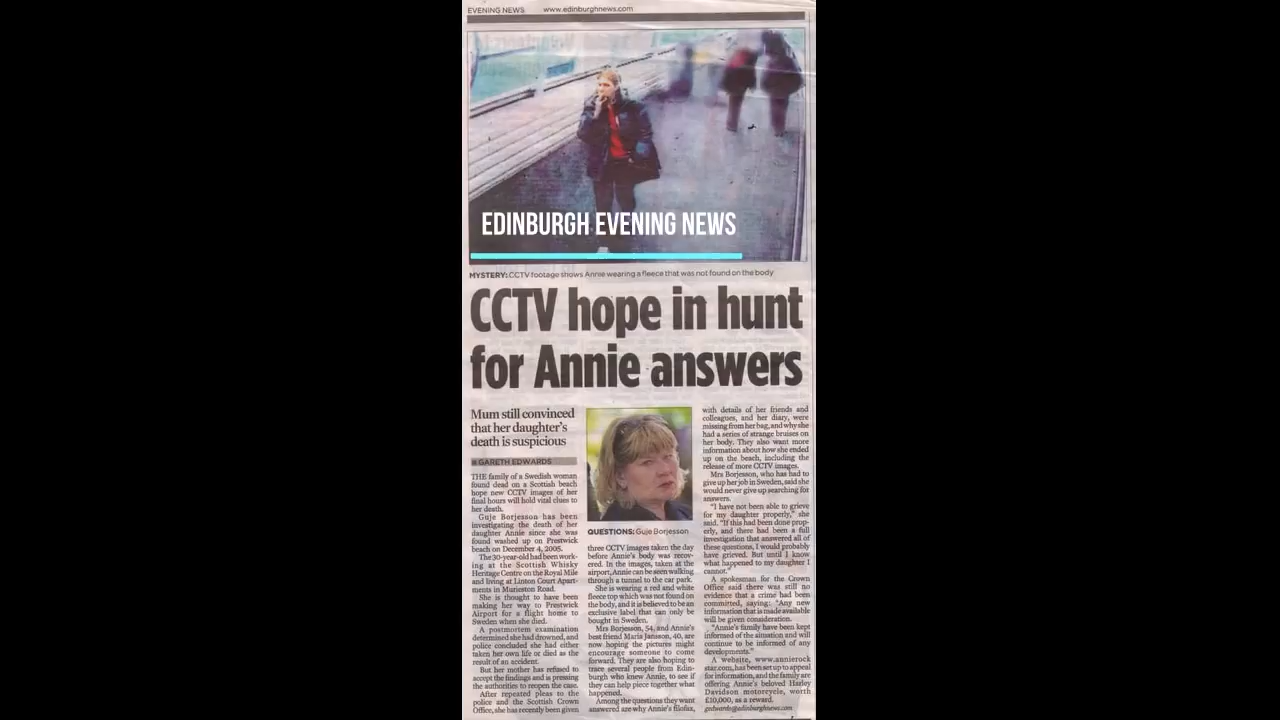 EVENING NEWS www.edinburghnews.com
EDINBURGH EVENING NEWS
MYSTERY: CCTV footage shows Annie wearing a fleece that was not found on the body
CCTV hope in hunt
for Annie answers
Mum still convinced
that her daughter's
death is suspicious
GARETH EDWARDS
THE family of a Swedish woman
found dead on a Scottish beach
hope new CCTV images of her
final hours will hold vital clues to
her death.
Guje Borjesson has been
investigating the death of her
daughter Annie since she was
found washed up on Prestwick
beach on December 4, 2005.
The 30-year-old had been work-
ing at the Scottish Whisky
Heritage Centre on the Royal Mile
and living at Linton Court Apart-
ments in Murieston Road.
She is thought to have been
making her way to Prestwick
Airport for a flight home to
Sweden when she died.
A postmortem examination
determined she had drowned, and
police concluded she had either
taken her own life or died as the
result of an accident.
But her mother has refused to
accept the findings and is pressing
the authorities to reopen the case.
After repeated pleas to the
police and the Scottish Crown
Office, she has recently been given
QUESTIONS: Guje Borjesson
three CCTV images taken the day
before Annie's body was recov-
ered. In the images, taken at the
airport, Annie can be seen walking
through a tunnel to the car park.
She is wearing a red and white
fleece top which was not found on
the body, and it is believed to be an
exclusive label that can only be
bought in Sweden.
Mrs Borjesson, 54, and Annie's
best friend Maria Jansson, 40, are
now hoping the pictures might
encourage someone to come
forward. They are also hoping to
trace several people from Edin-
burgh who knew Annie, to see if
they can help piece together what
happened.
Among the questions they want
answered are why Annie's filofax,
with details of her friends and
colleagues, and her diary, were
missing from her bag, and why she
had a series of strange bruises on
her body. They also want more
information about how she ended
up on the beach, including the
release of more CCTV images.
Mrs Borjesson, who has had to
give up her job in Sweden, said she
would never give up searching for
answers.
"I have not been able to grieve
for my daughter properly," she
said. "If this had been done prop-
erly, and there had been a full
investigation that answered all of
these questions, I would probably
have grieved. But until I know
what happened to my daughter I
cannot."
A spokesman for the Crown
Office said there was still no
evidence that a crime had been
committed, saying: "Any new
information that is made available
will be given consideration.
"Annie's family have been kept
informed of the situation and will
continue to be informed of any
developments."
A website, www.annierock
star.com, has been set up to appeal
for information, and the family are
offering Annie's beloved Harley
Davidson motorcycle, worth
£10,000, as a reward.
gedwards@edinburghnews.com